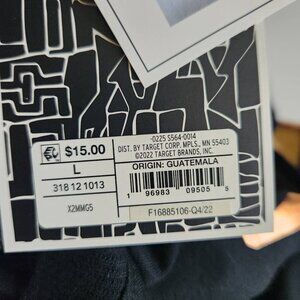 $15.00
L
318 12 1013
X2MMG5
-0225 S564-0014
DIST. BY TARGET CORP. MPLS., MN 55403
©2022 TARGET BRANDS, INC.
ORIGIN: GUATEMALA
1 96983 09505 5
F16885106-Q4/22